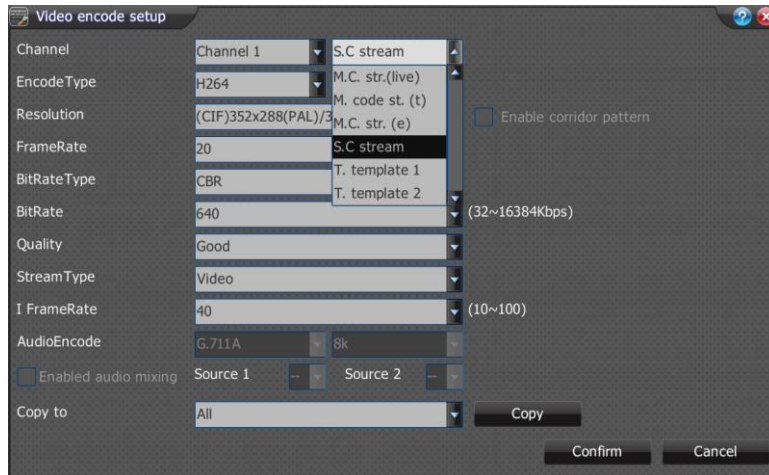 Video encode setup
Channel Channel 1 S.C stream
M.C. str.(live)
EncodeType H264
M. code st. (t)
Resolution (CIF)352x288(PAL)/3 Enable corridor pattern
M.C. str. (e)
FrameRate 20 S.C stream
T. template 1
BitRateType CBR
T. template 2
BitRate 640 (32~16384Kbps)
Quality Good
StreamType Video
I FrameRate 40 (10~100)
AudioEncode G.711A 8k
Enabled audio mixing Source 1 -- Source 2 --
Copy to All Copy
Confirm Cancel